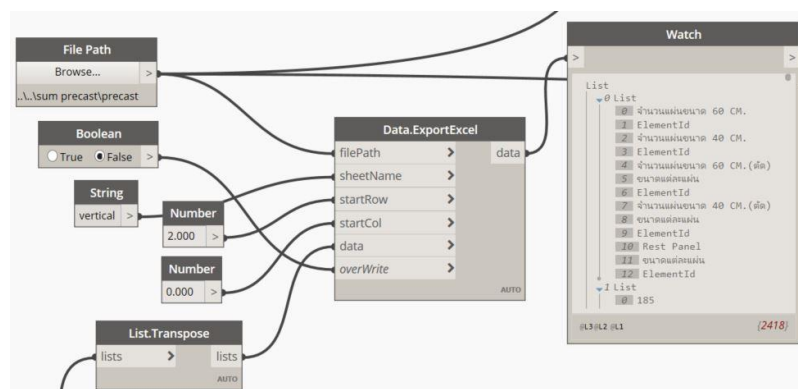 File Path
Browse...
>
..\..\sum precast\precast
Boolean
True
False
>
String
vertical
>
Number
2.000
>
Number
0.000
>
List.Transpose
lists
>
lists
AUTO
Data.ExportExcel
filePath
>
data
sheetName
>
startRow
>
startCol
>
data
>
overWrite
>
AUTO
Watch
>
>
List
0 List
0 จำนวนแผ่นขนาด 60 CM.
1 ElementId
2 จำนวนแผ่นขนาด 40 CM.
3 ElementId
4 จำนวนแผ่นขนาด 60 CM.(ตัด)
5 ขนาดแต่ละแผ่น
6 ElementId
7 จำนวนแผ่นขนาด 40 CM.(ตัด)
8 ขนาดแต่ละแผ่น
9 ElementId
10 Rest Panel
11 ขนาดแต่ละแผ่น
12 ElementId
1 List
0 185
@L3 @L2 @L1
{2418}